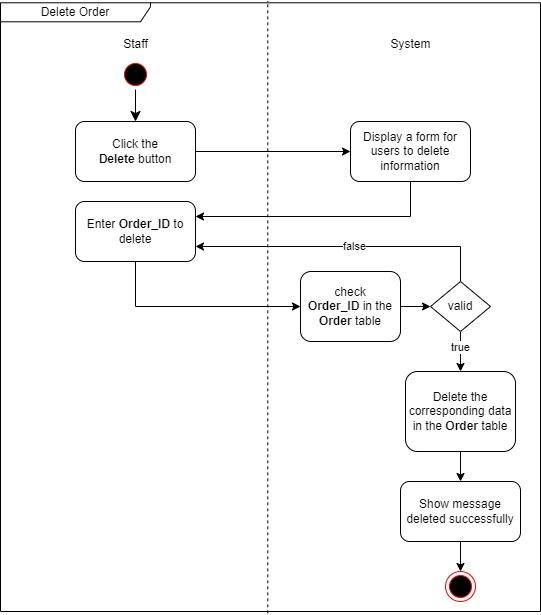 Delete Order
Staff
System
Click the
Delete button
Display a form for
users to delete
information
Enter Order_ID to
delete
false
check
Order_ID in the
Order table
valid
true
Delete the
corresponding data
in the Order table
Show message
deleted successfully